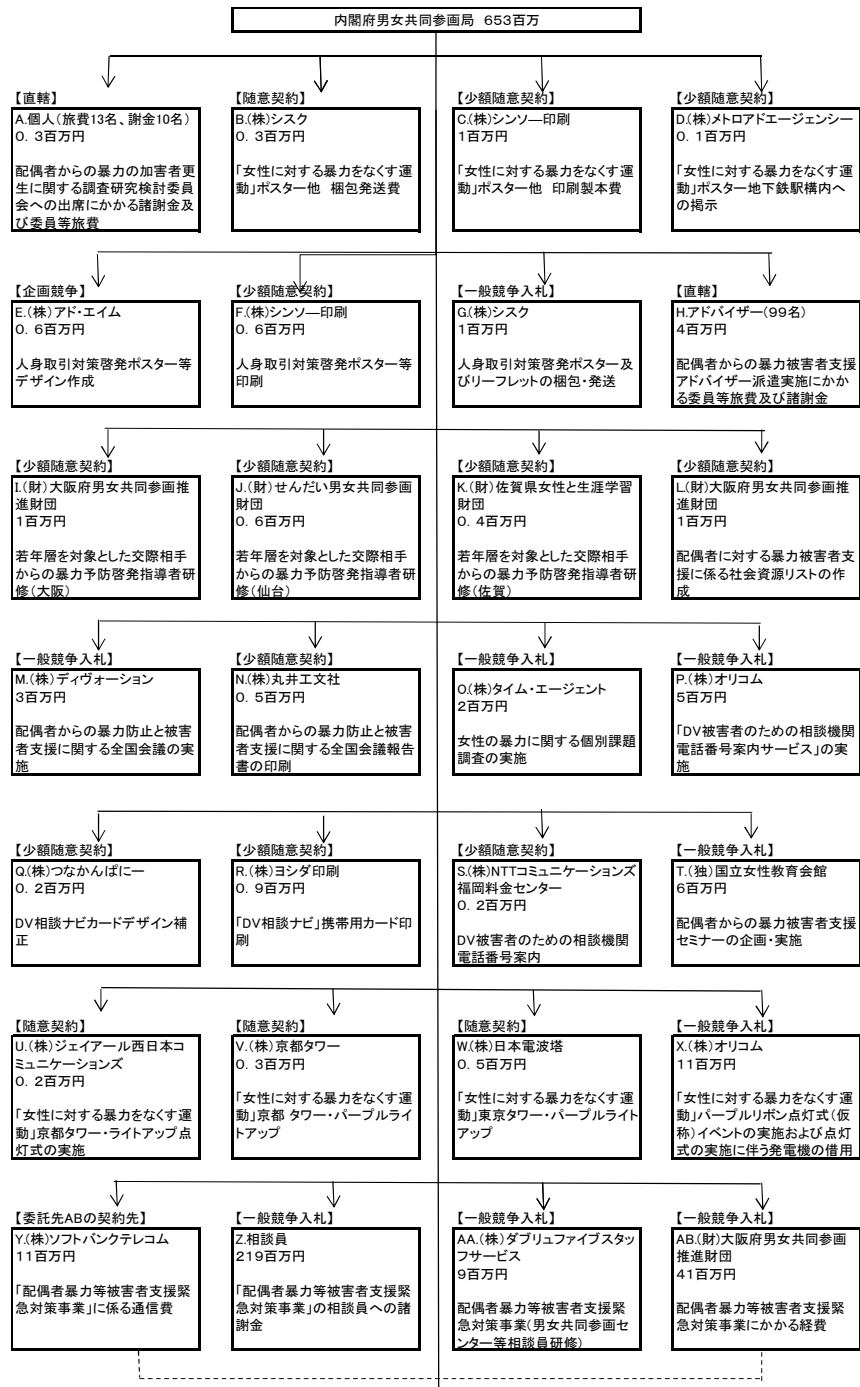 内閣府男女共同参画局 653百万
【直轄】
A.個人(旅費13名、謝金10名)
0. 3百万円
配偶者からの暴力の加害者更
生に関する調査研究検討委員
会への出席にかかる諸謝金及
び委員等旅費
【随意契約】
B.(株)シスク
0. 3百万円
「女性に対する暴力をなくす運
動」ポスター他 梱包発送費
【少額随意契約】
C.(株)シンソー印刷
1百万円
「女性に対する暴力をなくす運
動」ポスター他 印刷製本費
【少額随意契約】
D.(株)メトロアドエージェンシー
0. 1百万円
「女性に対する暴力をなくす運
動」ポスター地下鉄駅構内へ
の掲示
【企画競争】
E.(株)アド・エイム
0. 6百万円
人身取引対策啓発ポスター等
デザイン作成
【少額随意契約】
F.(株)シンソー印刷
0. 6百万円
人身取引対策啓発ポスター等
印刷
【一般競争入札】
G.(株)シスク
1百万円
人身取引対策啓発ポスター及
びリーフレットの梱包・発送
【直轄】
H.アドバイザー(99名)
4百万円
配偶者からの暴力被害者支援
アドバイザー派遣実施にかか
る委員等旅費及び諸謝金
【少額随意契約】
I.(財)大阪府男女共同参画推
進財団
1百万円
若年層を対象とした交際相手
からの暴力予防啓発指導者研
修(大阪)
【少額随意契約】
J.(財)せんだい男女共同参画
財団
0. 6百万円
若年層を対象とした交際相手
からの暴力予防啓発指導者研
修(仙台)
【少額随意契約】
K.(財)佐賀県女性と生涯学習
財団
0. 4百万円
若年層を対象とした交際相手
からの暴力予防啓発指導者研
修(佐賀)
【少額随意契約】
L.(財)大阪府男女共同参画推
進財団
1百万円
配偶者に対する暴力被害者支
援に係る社会資源リストの作
成
【一般競争入札】
M.(株)ディヴォーション
3百万円
配偶者からの暴力防止と被害
者支援に関する全国会議の実
施
【少額随意契約】
N.(株)丸井工文社
0. 5百万円
配偶者からの暴力防止と被害
者支援に関する全国会議報告
書の印刷
【一般競争入札】
O.(株)タイム・エージェント
2百万円
女性の暴力に関する個別課題
調査の実施
【一般競争入札】
P.(株)オリコム
5百万円
「DV被害者のための相談機関
電話番号案内サービス」の実
施
【少額随意契約】
Q.(株)つなかんぱにー
0. 2百万円
DV相談ナビカードデザイン補
正
【少額随意契約】
R.(株)ヨシダ印刷
0. 9百万円
「DV相談ナビ」携帯用カード印
刷
【少額随意契約】
S.(株)NTTコミュニケーションズ
福岡料金センター
0. 2百万円
DV被害者のための相談機関
電話番号案内
【一般競争入札】
T.(独)国立女性教育会館
6百万円
配偶者からの暴力被害者支援
セミナーの企画・実施
【随意契約】
U.(株)ジェイアール西日本コ
ミュニケーションズ
0. 2百万円
「女性に対する暴力をなくす運
動」京都タワー・ライトアップ点
灯式の実施
【随意契約】
V.(株)京都タワー
0. 3百万円
「女性に対する暴力をなくす運
動」京都 タワー・パープルライ
トアップ
【随意契約】
W.(株)日本電波塔
0. 5百万円
「女性に対する暴力をなくす運
動」東京タワー・パープルライト
アップ
【一般競争入札】
X.(株)オリコム
11百万円
「女性に対する暴力をなくす運
動」パープルリボン点灯式(仮
称)イベントの実施および点灯
式の実施に伴う発電機の借用
【委託先ABの契約先】
Y.(株)ソフトバンクテレコム
11百万円
「配偶者暴力等被害者支援緊
急対策事業」に係る通信費
【一般競争入札】
Z.相談員
219百万円
「配偶者暴力等被害者支援緊
急対策事業」の相談員への諸
謝金
【一般競争入札】
AA.(株)ダブリュファイブスタッ
フサービス
9百万円
配偶者暴力等被害者支援緊
急対策事業(男女共同参画セ
ンター等相談員研修)
【一般競争入札】
AB.(財)大阪府男女共同参画
推進財団
41百万円
配偶者暴力等被害者支援緊
急対策事業にかかる経費